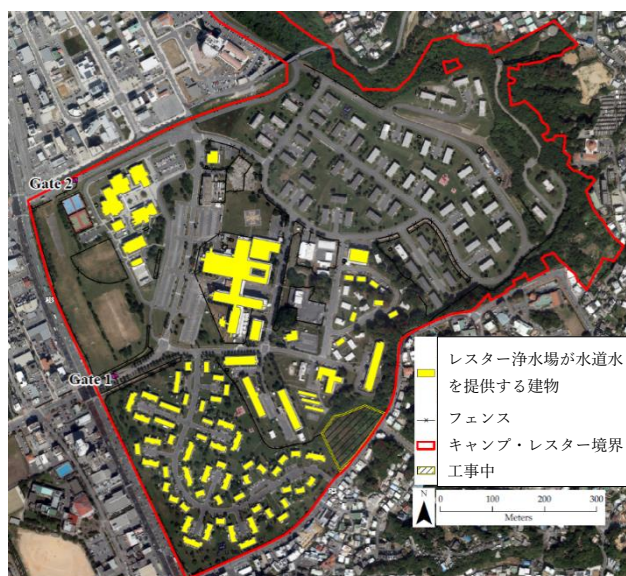 Gate 2
Gate 1
レスター浄水場が水道水
を提供する建物
フェンス
キャンプ・レスター境界
工事中
N
0 100 200 300
Meters